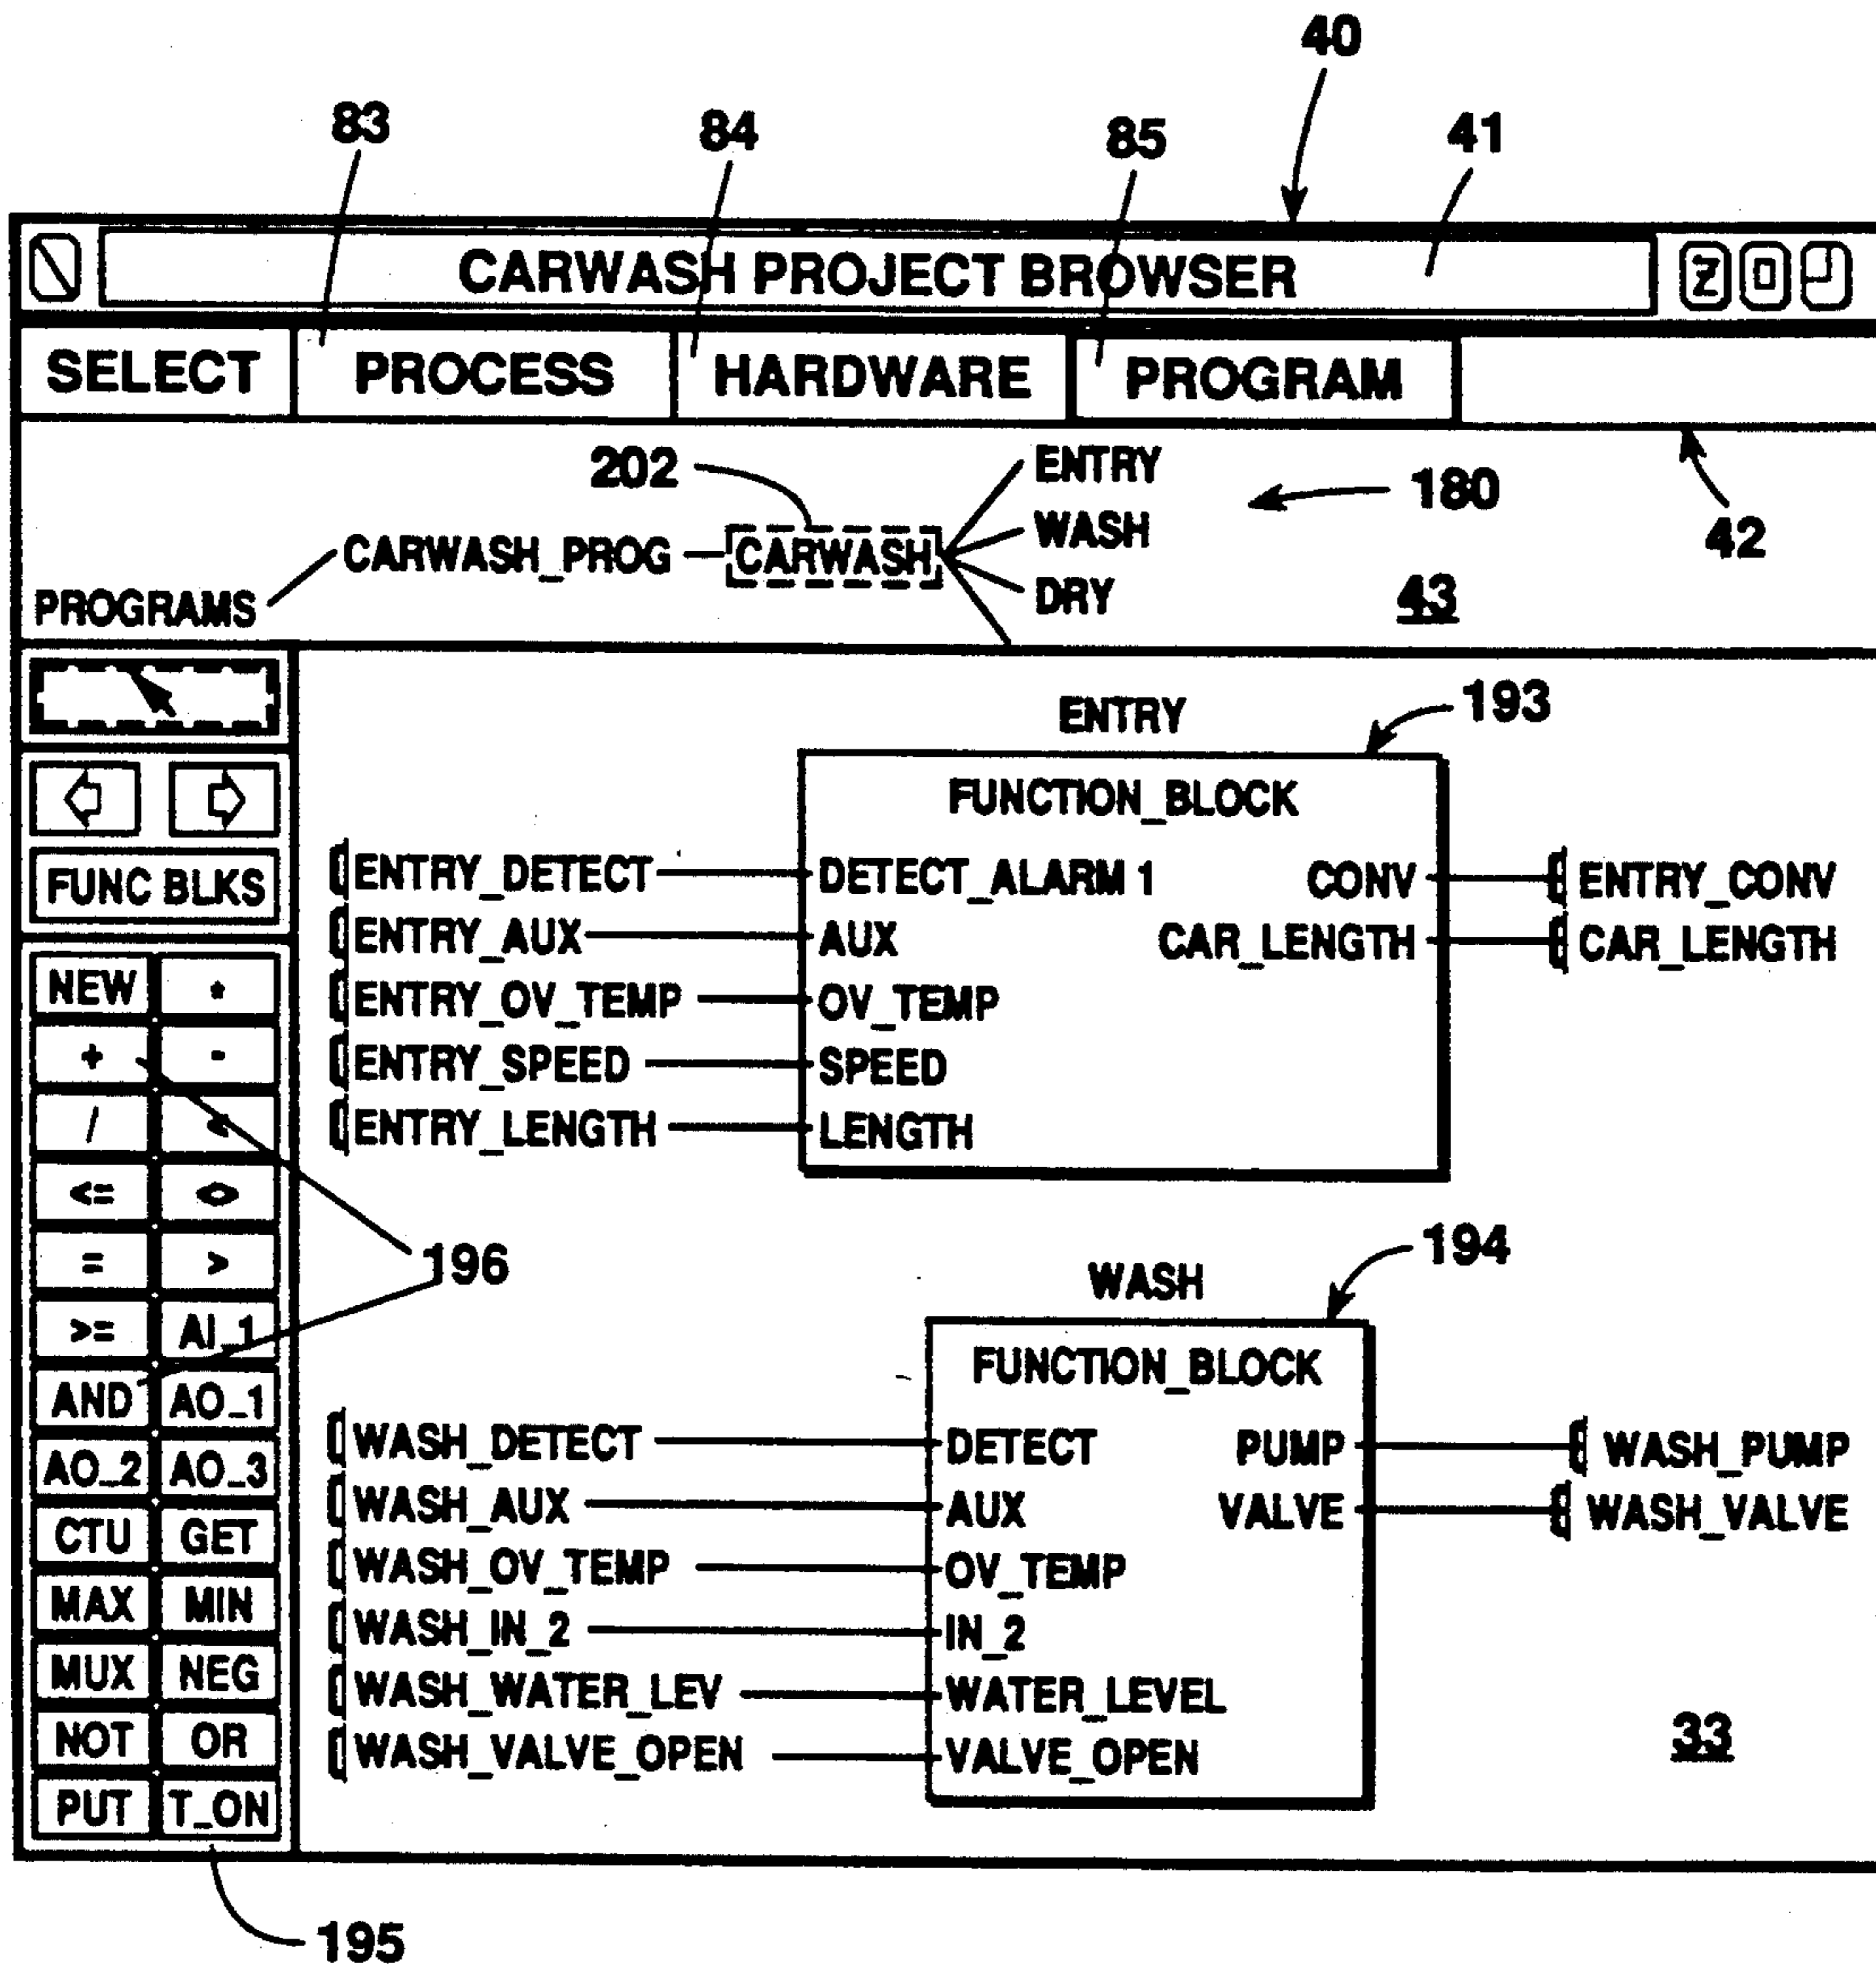 40
83 84 85 41
CARWASH PROJECT BROWSER Z
SELECT PROCESS HARDWARE PROGRAM
202 ENTRY 180
WASH 42
CARWASH_PROG CARWASH
DRY 43
PROGRAMS
ENTRY 193
FUNCTION_BLOCK
FUNC BLKS
ENTRY_DETECT DETECT_ALARM 1 CONV ENTRY_CONV
ENTRY_AUX AUX CAR_LENGTH CAR_LENGTH
ENTRY_OV_TEMP OV_TEMP
ENTRY_SPEED SPEED
ENTRY_LENGTH LENGTH
NEW *
+ -
/ <
<= <>
= >
>= AI_1
AND AO_1
AO_2 AO_3
CTU GET
MAX MIN
MUX NEG
NOT OR
PUT T_ON
196
194
WASH
FUNCTION_BLOCK
WASH_DETECT DETECT PUMP WASH_PUMP
WASH_AUX AUX VALVE WASH_VALVE
WASH_OV_TEMP OV_TEMP
WASH_IN_2 IN_2
WASH_WATER_LEV WATER_LEVEL
WASH_VALVE_OPEN VALVE_OPEN
33
195